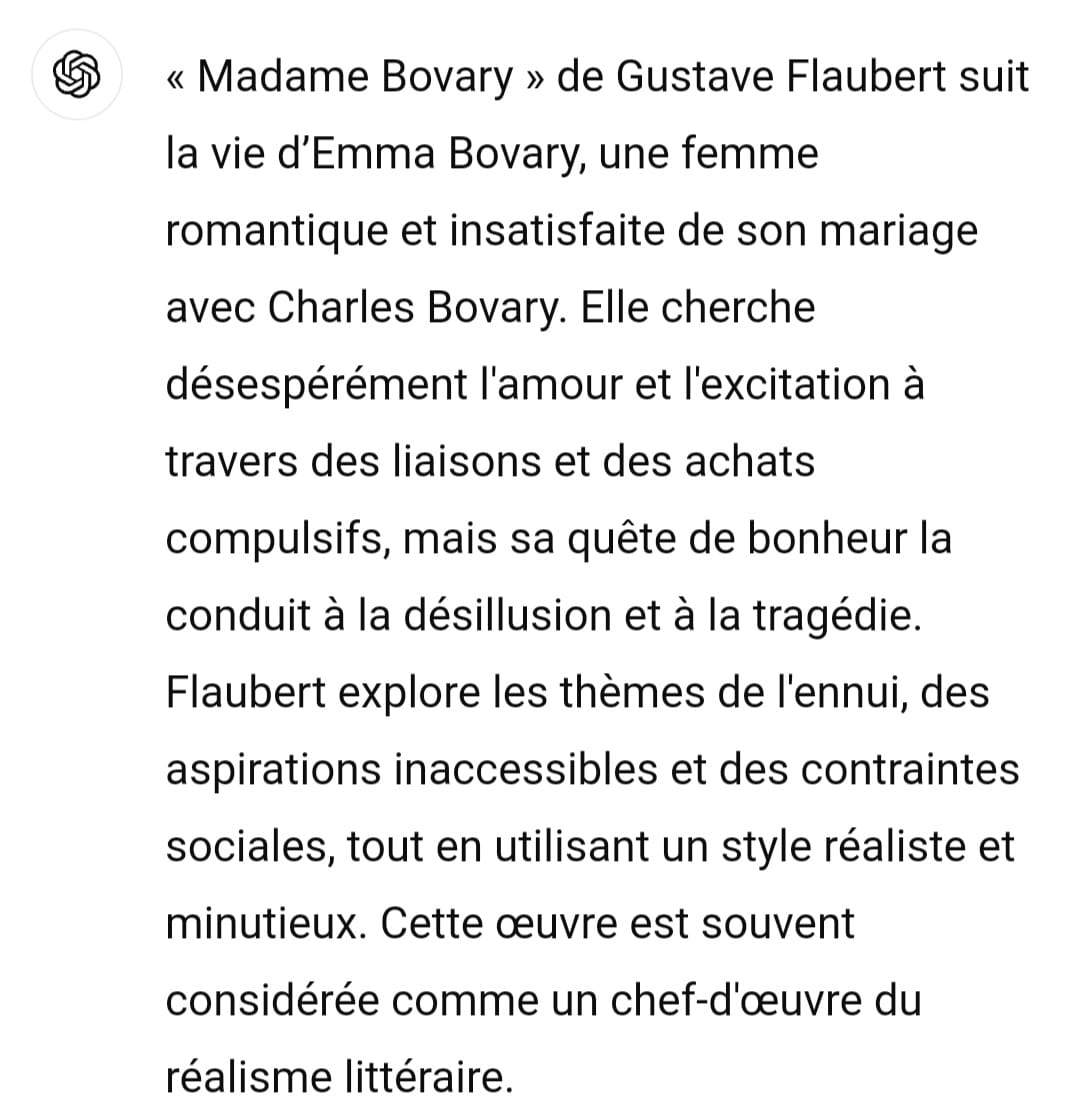 « Madame Bovary » de Gustave Flaubert suit
la vie d’Emma Bovary, une femme
romantique et insatisfaite de son mariage
avec Charles Bovary. Elle cherche
désespérément l'amour et l'excitation à
travers des liaisons et des achats
compulsifs, mais sa quête de bonheur la
conduit à la désillusion et à la tragédie.
Flaubert explore les thèmes de l'ennui, des
aspirations inaccessibles et des contraintes
sociales, tout en utilisant un style réaliste et
minutieux. Cette œuvre est souvent
considérée comme un chef-d'œuvre du
réalisme littéraire.